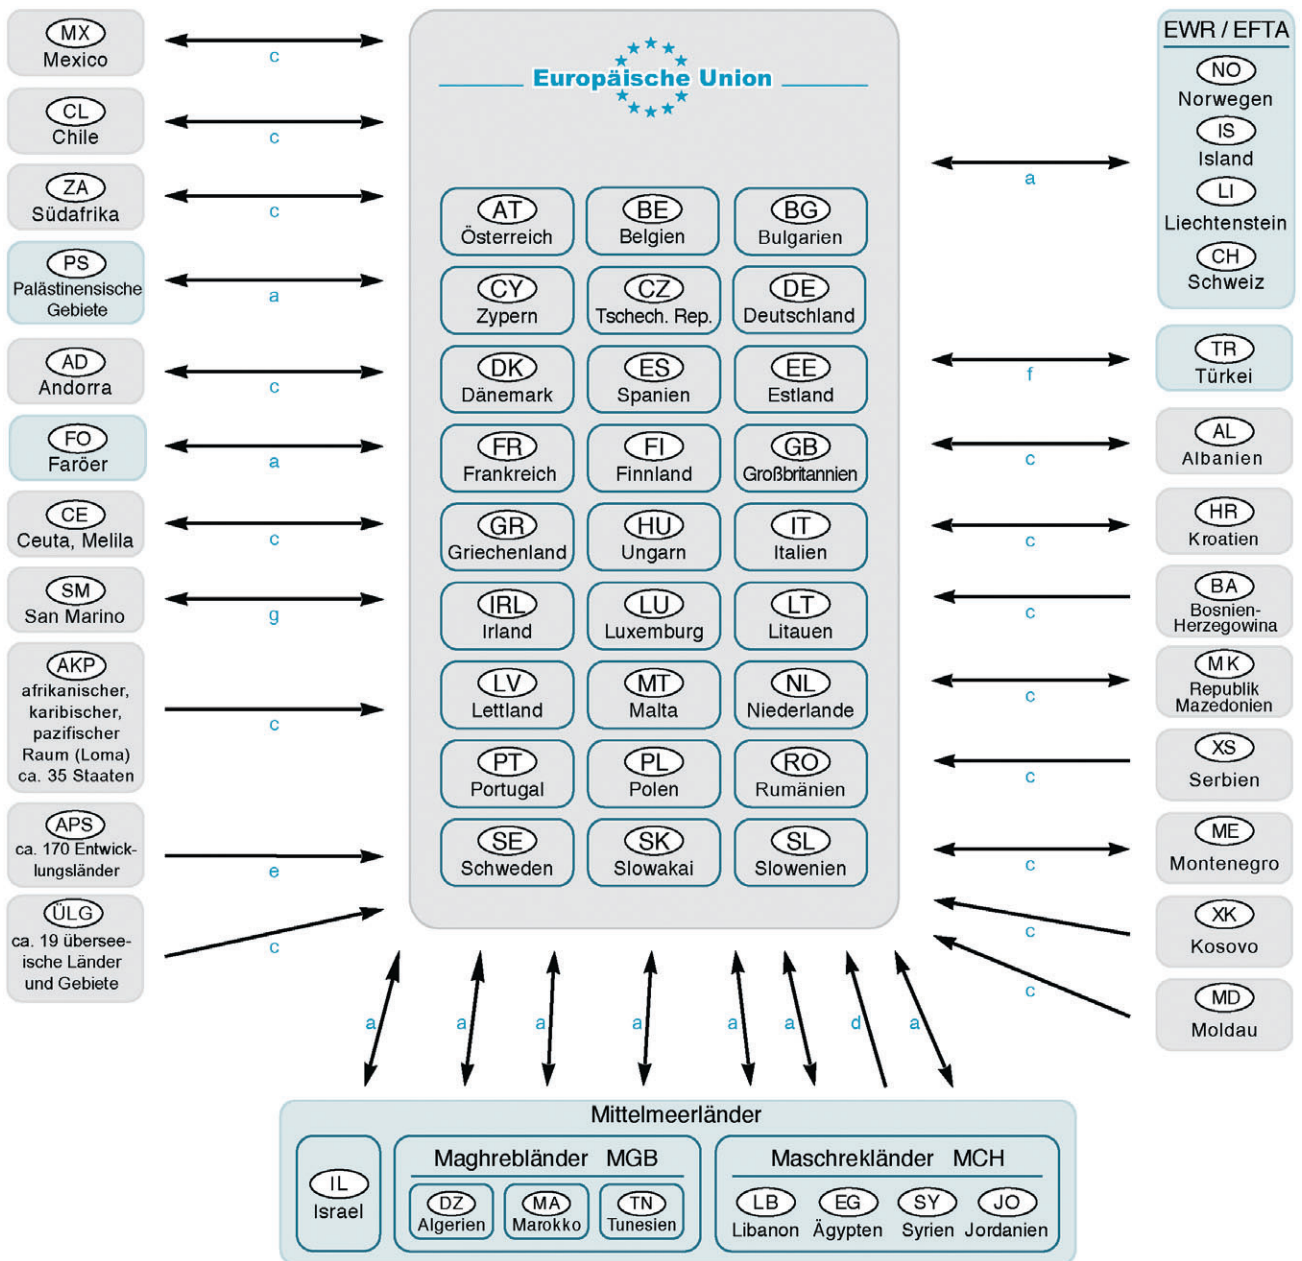 MX
Mexico
c
CL
Chile
c
ZA
Südafrika
c
PS
Palästinensische
Gebiete
a
AD
Andorra
c
FO
Faröer
a
CE
Ceuta, Melila
c
SM
San Marino
g
AKP
afrikanischer,
karibischer,
pazifischer
Raum (Loma)
ca. 35 Staaten
c
APS
ca. 170 Entwick-
lungsländer
e
ÜLG
ca. 19 übersee-
ische Länder
und Gebiete
c
Europäische Union
AT BE BG
Österreich Belgien Bulgarien
CY CZ DE
Zypern Tschech. Rep. Deutschland
DK ES EE
Dänemark Spanien Estland
FR FI GB
Frankreich Finnland Großbritannien
GR HU IT
Griechenland Ungarn Italien
IRL LU LT
Irland Luxemburg Litauen
LV MT NL
Lettland Malta Niederlande
PT PL RO
Portugal Polen Rumänien
SE SK SL
Schweden Slowakai Slowenien
EWR / EFTA
NO
Norwegen
IS
Island
LI
Liechtenstein
CH
Schweiz
a
TR
Türkei
f
AL
Albanien
c
HR
Kroatien
c
BA
Bosnien-
Herzegowina
c
MK
Republik
Mazedonien
c
XS
Serbien
c
ME
Montenegro
c
XK
Kosovo
c
MD
Moldau
c
a a a a a a d a
Mittelmeerländer
IL
Israel
Maghrebländer MGB
DZ MA TN
Algerien Marokko Tunesien
Maschrekländer MCH
LB EG SY JO
Libanon Ägypten Syrien Jordanien